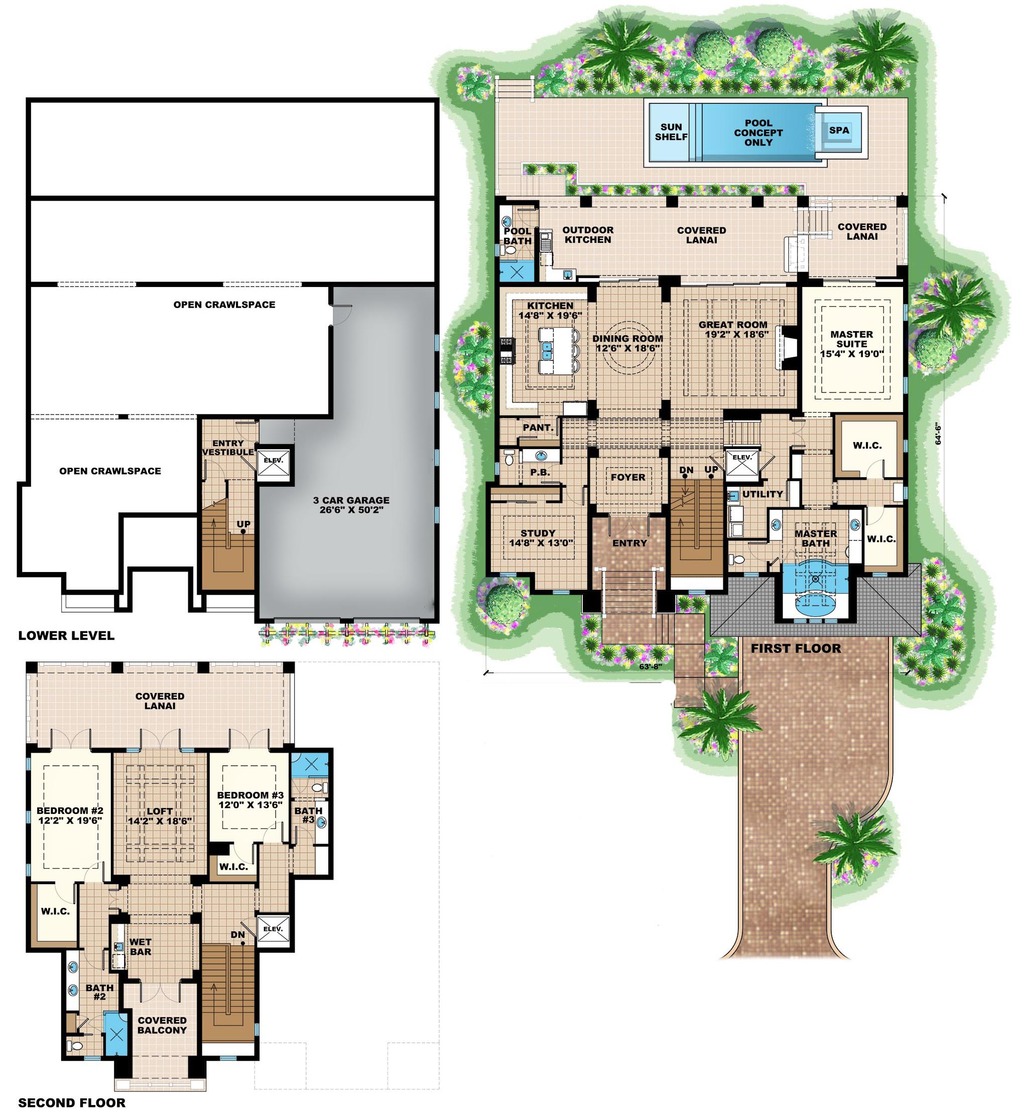 OPEN CRAWLSPACE
OPEN CRAWLSPACE
ENTRY
VESTIBULE
ELEV.
UP
3 CAR GARAGE
26'6" X 50'2"
LOWER LEVEL
SUN
SHELF
POOL
CONCEPT
ONLY
SPA
POOL
BATH
OUTDOOR
KITCHEN
COVERED
LANAI
COVERED
LANAI
KITCHEN
14'8" X 19'6"
DINING ROOM
12'6" X 18'6"
GREAT ROOM
19'2" X 18'6"
MASTER
SUITE
15'4" X 19'0"
64'-6"
PANT.
P.B.
FOYER
DN
UP
ELEV.
W.I.C.
UTILITY
STUDY
14'8" X 13'0"
ENTRY
MASTER
BATH
W.I.C.
FIRST FLOOR
63'-8"
COVERED
LANAI
BEDROOM #2
12'2" X 19'6"
LOFT
14'2" X 18'6"
BEDROOM #3
12'0" X 13'6"
BATH
#3
W.I.C.
W.I.C.
WET
BAR
DN
ELEV.
BATH
#2
COVERED
BALCONY
SECOND FLOOR